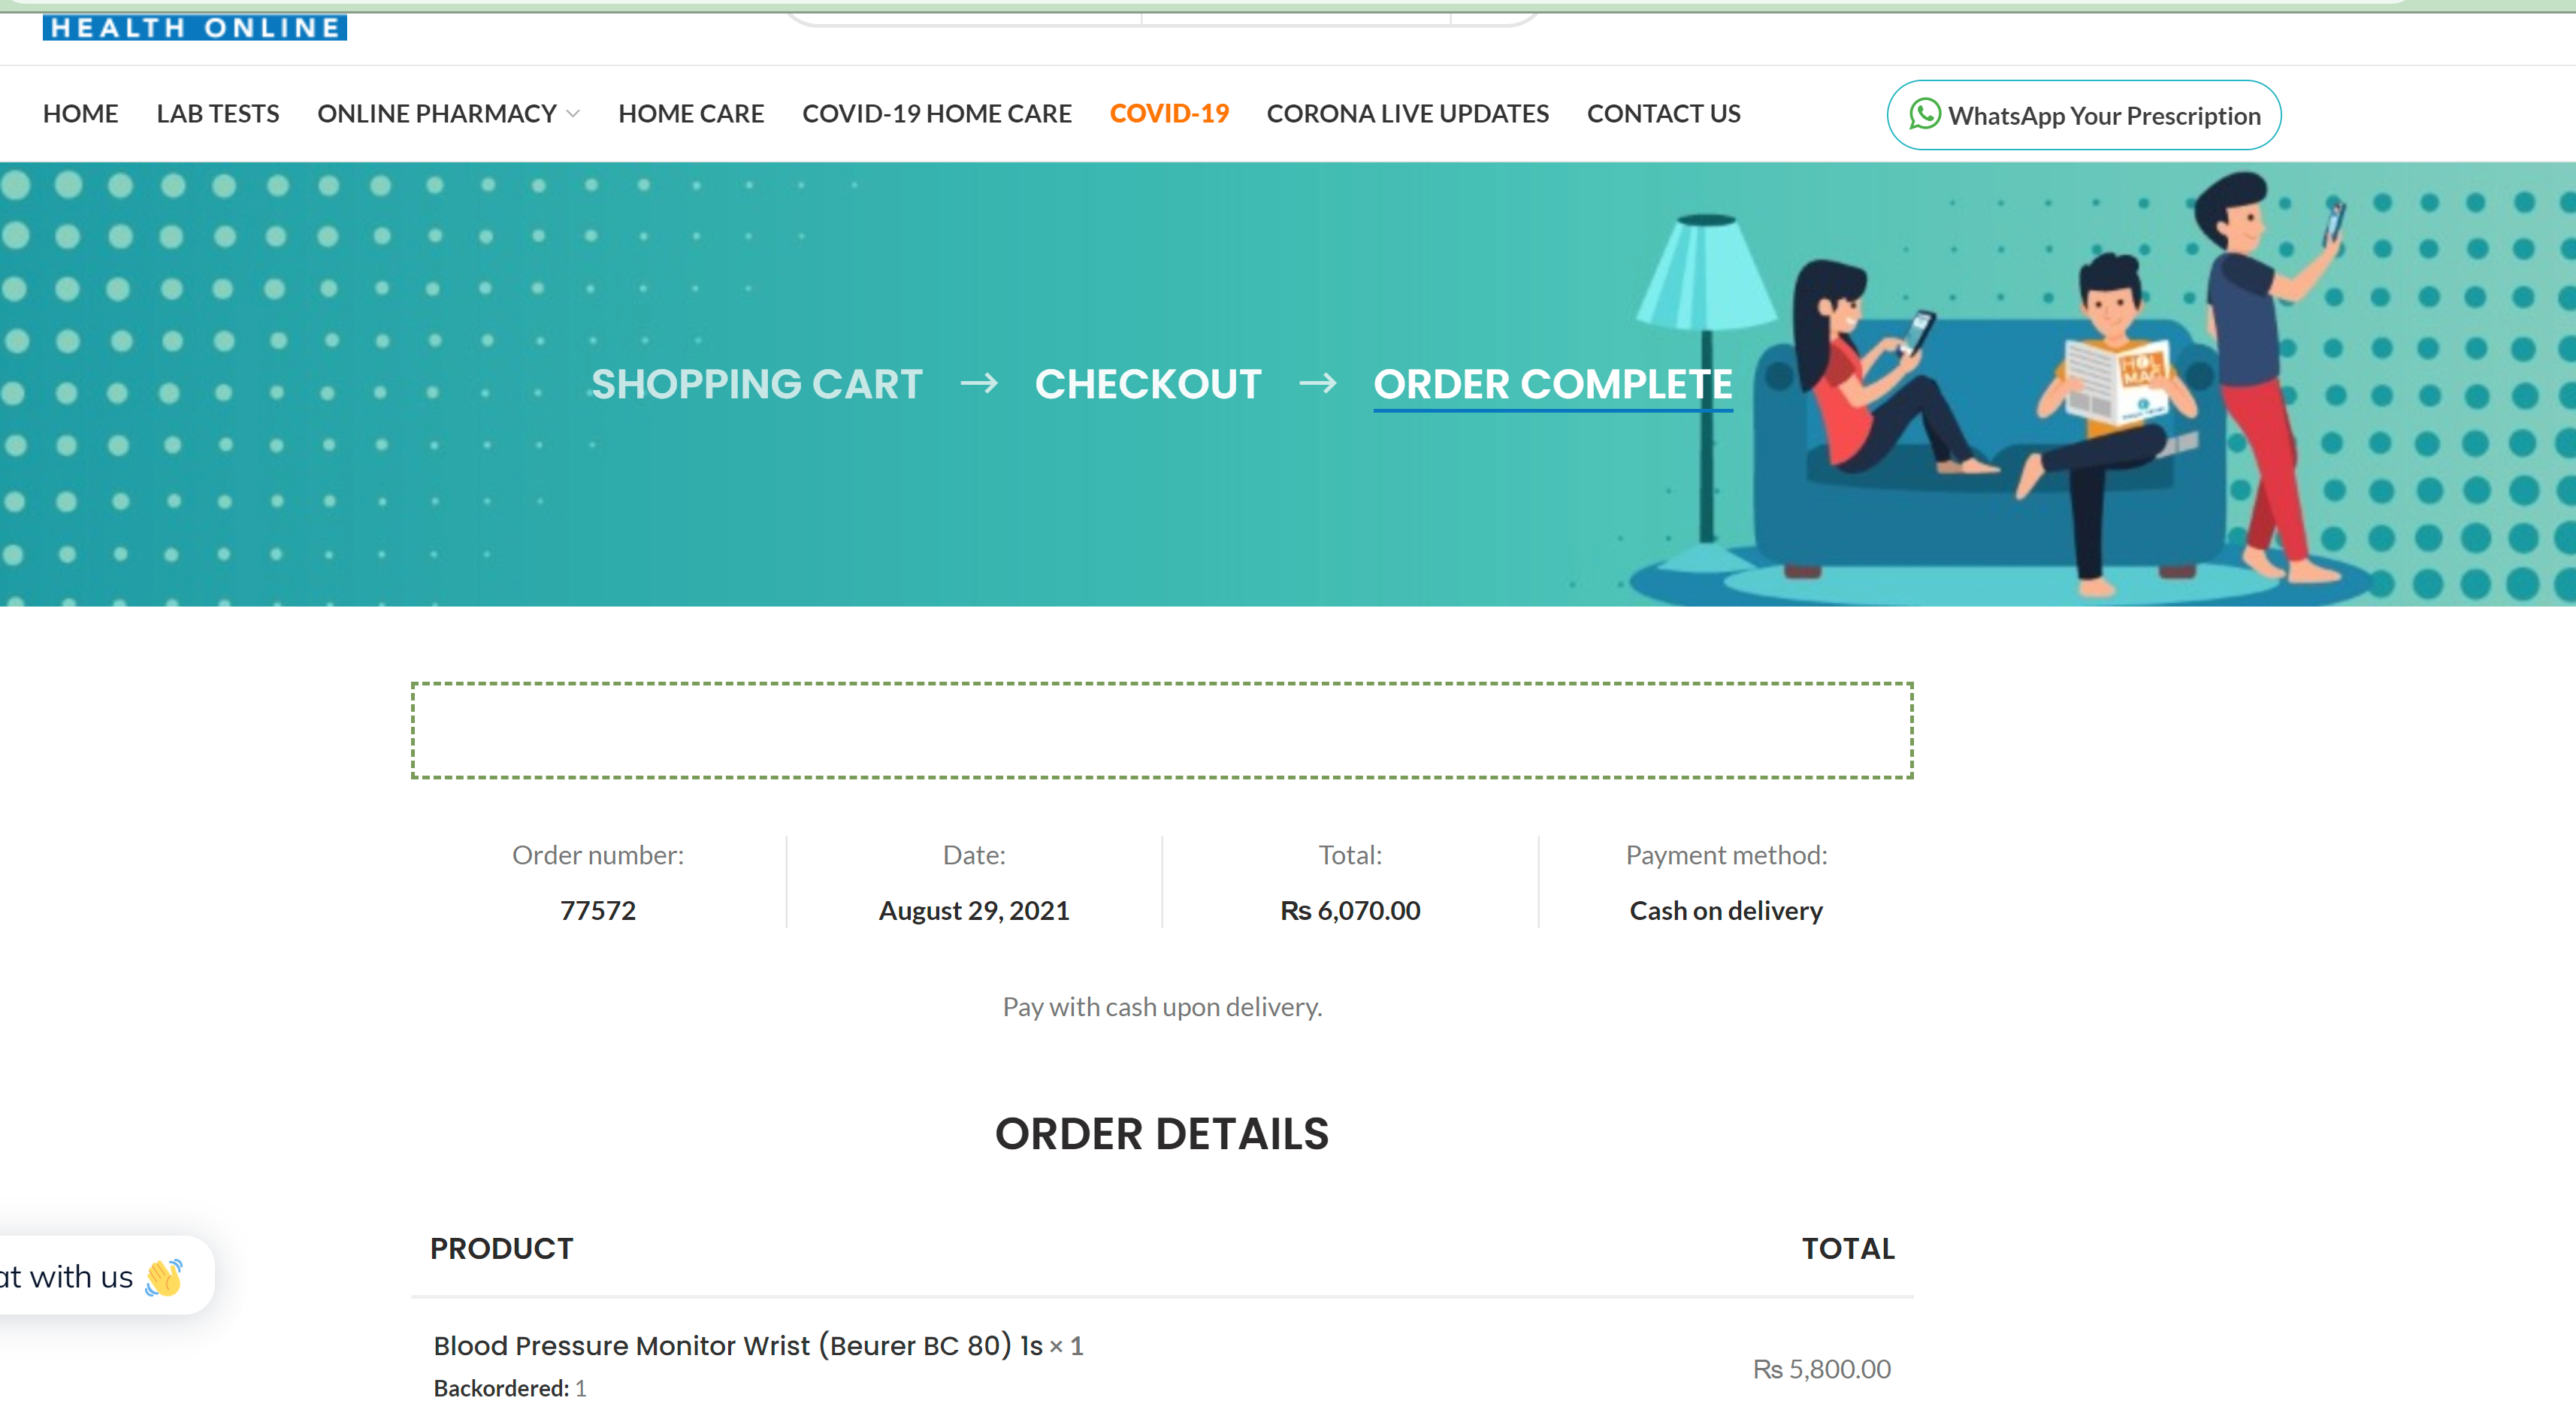 HEALTH ONLINE
HOME LAB TESTS ONLINE PHARMACY HOME CARE COVID-19 HOME CARE COVID-19 CORONA LIVE UPDATES CONTACT US WhatsApp Your Prescription
SHOPPING CART → CHECKOUT → ORDER COMPLETE
Order number: Date: Total: Payment method:
77572 August 29, 2021 ₨ 6,070.00 Cash on delivery
Pay with cash upon delivery.
ORDER DETAILS
PRODUCT TOTAL
at with us 👋
Blood Pressure Monitor Wrist (Beurer BC 80) 1s × 1
₨ 5,800.00
Backordered: 1